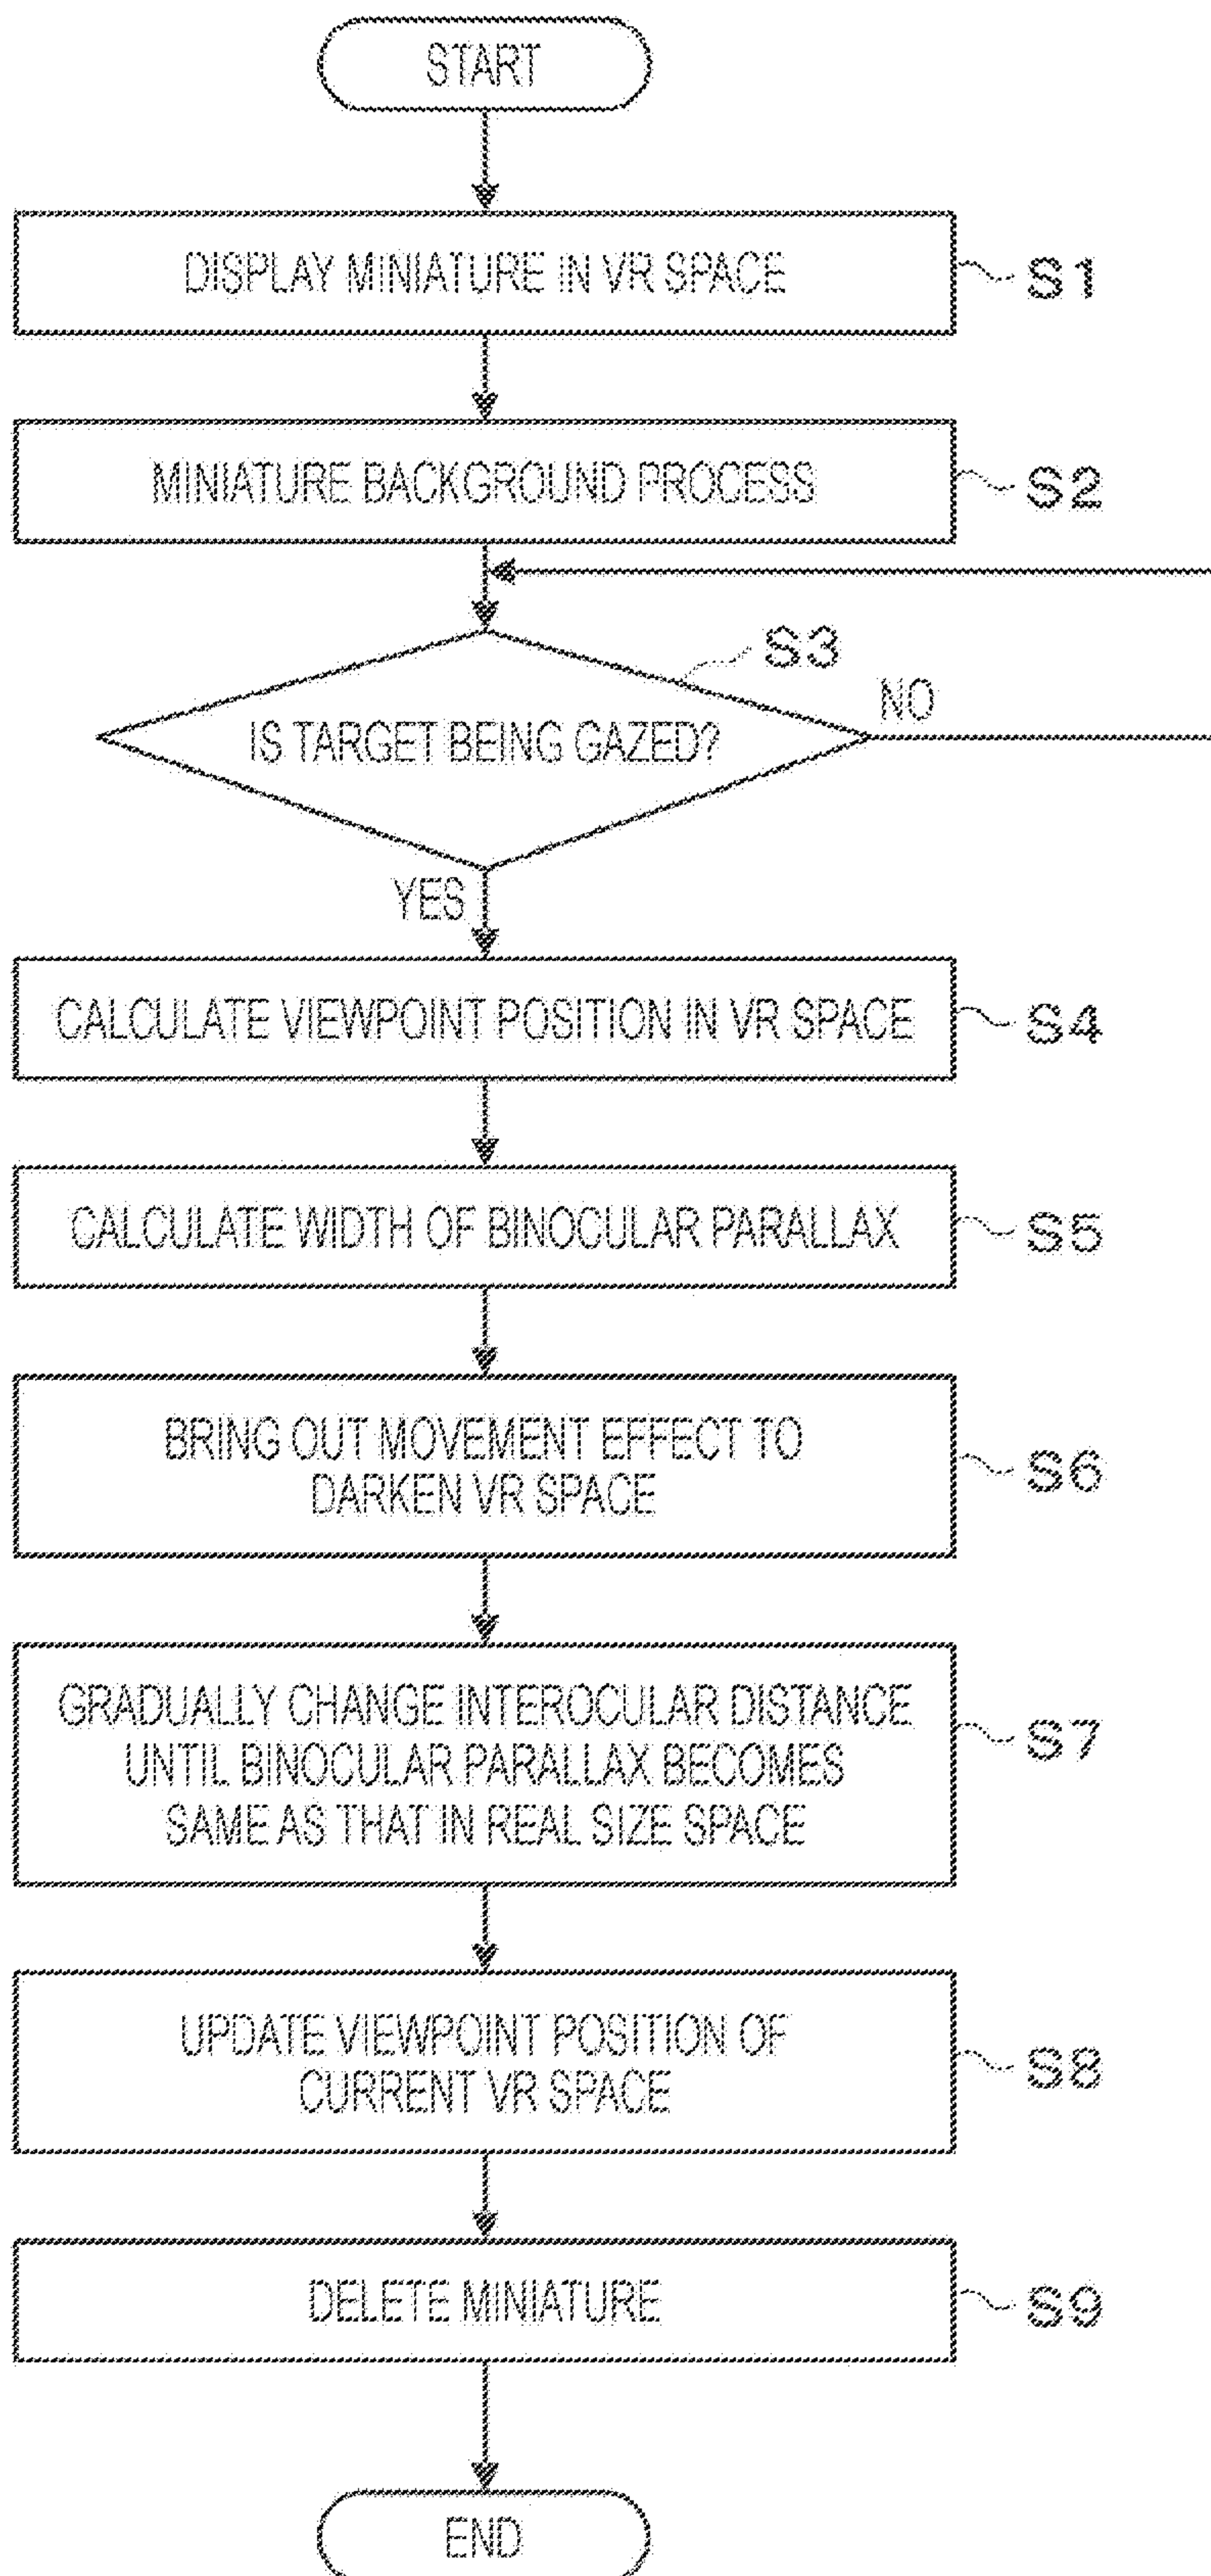 START
DISPLAY MINIATURE IN VR SPACE
S1
MINIATURE BACKGROUND PROCESS
S2
S3
IS TARGET BEING GAZED?
NO
YES
CALCULATE VIEWPOINT POSITION IN VR SPACE
S4
CALCULATE WIDTH OF BINOCULAR PARALLAX
S5
BRING OUT MOVEMENT EFFECT TO
DARKEN VR SPACE
S6
GRADUALLY CHANGE INTEROCULAR DISTANCE
UNTIL BINOCULAR PARALLAX BECOMES
SAME AS THAT IN REAL SIZE SPACE
S7
UPDATE VIEWPOINT POSITION OF
CURRENT VR SPACE
S8
DELETE MINIATURE
S9
END